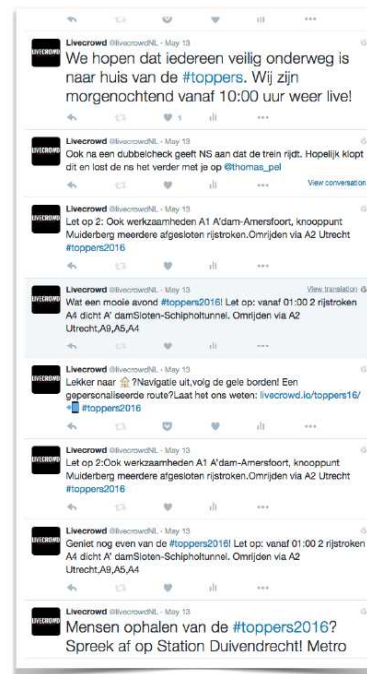 Livecrowd @livecrowdNL · May 13
LIVECROWD
We hopen dat iedereen veilig onderweg is
naar huis van de #toppers. Wij zijn
morgenochtend vanaf 10:00 uur weer live!
1
Livecrowd @livecrowdNL · May 13
LIVECROWD
Ook na een dubbelcheck geeft NS aan dat de trein rijdt. Hopelijk klopt
dit en lost de ns het verder met je op @thomas_pel
View conversation
Livecrowd @livecrowdNL · May 13
LIVECROWD
Let op 2: Ook werkzaamheden A1 A'dam-Amersfoort, knooppunt
Muiderberg meerdere afgesloten rijstroken.Omrijden via A2 Utrecht
#toppers2016
Livecrowd @livecrowdNL · May 13
View translation
LIVECROWD
Wat een mooie avond #toppers2016! Let op: vanaf 01:00 2 rijstroken
A4 dicht A' damSloten-Schipholtunnel. Omrijden via A2
Utrecht,A9,A5,A4
Livecrowd @livecrowdNL · May 13
LIVECROWD
Lekker naar 🏠?Navigatie uit,volg de gele borden! Een
gepersonaliseerde route?Laat het ons weten: livecrowd.io/toppers16/
#toppers2016
Livecrowd @livecrowdNL · May 13
LIVECROWD
Let op 2:Ook werkzaamheden A1 A'dam-Amersfoort, knooppunt
Muiderberg meerdere afgesloten rijstroken.Omrijden via A2 Utrecht
#toppers2016
Livecrowd @livecrowdNL · May 13
LIVECROWD
Geniet nog even van de #toppers2016! Let op: vanaf 01:00 2 rijstroken
A4 dicht A' damSloten-Schipholtunnel. Omrijden via A2
Utrecht,A9,A5,A4
Livecrowd @livecrowdNL · May 13
LIVECROWD
Mensen ophalen van de #toppers2016?
Spreek af op Station Duivendrecht! Metro